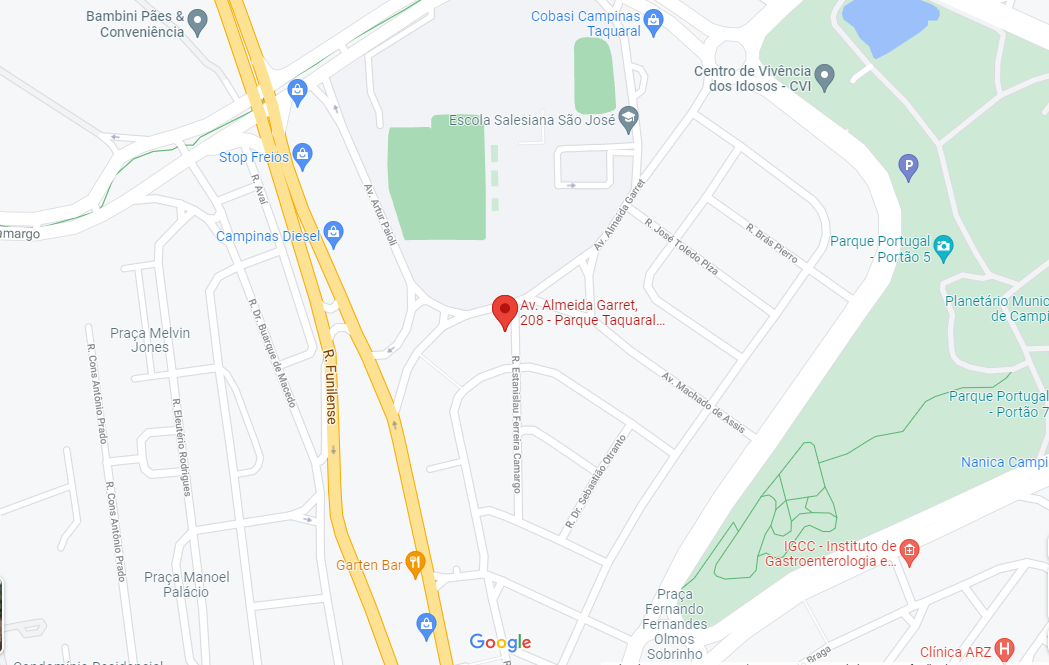 Bambini Pães &
Conveniência
Cobasi Campinas
Taquaral
Centro de Vivência
dos Idosos - CVI
Escola Salesiana São José
Stop Freios
R. Avaí
Av. Artur Paioli
Av. Almeida Garret
P
amargo
Campinas Diesel
R. José Toledo Piza
R. Brás Pierro
Parque Portugal
- Portão 5
Planetário Munic
de Campi
Av. Almeida Garret,
208 - Parque Taquaral...
Praça Melvin
Jones
R. Dr. Buarque de Macedo
R. Funilense
R. Cons Antônio Prado
R. Eleutério Rodrigues
R. Estanislau Ferreira Camargo
Av. Machado de Assis
Parque Portugal
- Portão 7
R. Dr. Sebastião Otranto
Nanica Campi
R. Cons Antônio Prado
IGCC - Instituto de
Gastroenterologia e...
Garten Bar
Praça Manoel
Palácio
Praça
Fernando
Fernandes
Olmos
Sobrinho
Google
Braga
Clínica ARZ
H
Condomínio Residencial